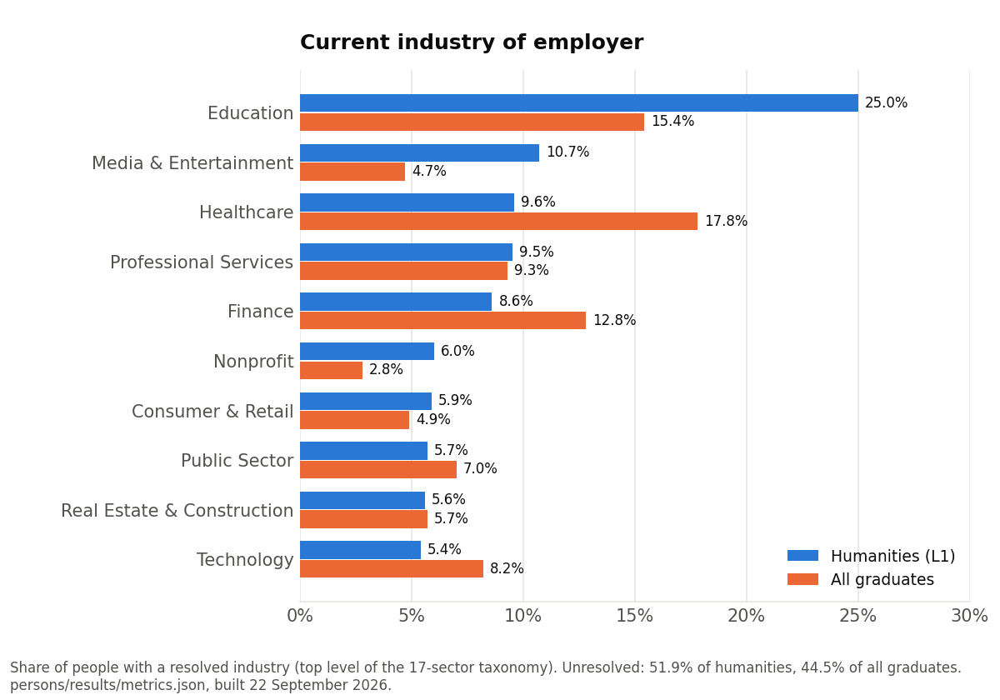 Current industry of employer
Education
25.0%
15.4%
Media & Entertainment
10.7%
4.7%
Healthcare
9.6%
17.8%
Professional Services
9.5%
9.3%
Finance
8.6%
12.8%
Nonprofit
6.0%
2.8%
Consumer & Retail
5.9%
4.9%
Public Sector
5.7%
7.0%
Real Estate & Construction
5.6%
5.7%
Technology
5.4%
8.2%
Humanities (L1)
All graduates
0% 5% 10% 15% 20% 25% 30%
Share of people with a resolved industry (top level of the 17-sector taxonomy). Unresolved: 51.9% of humanities, 44.5% of all graduates.
persons/results/metrics.json, built 22 September 2026.